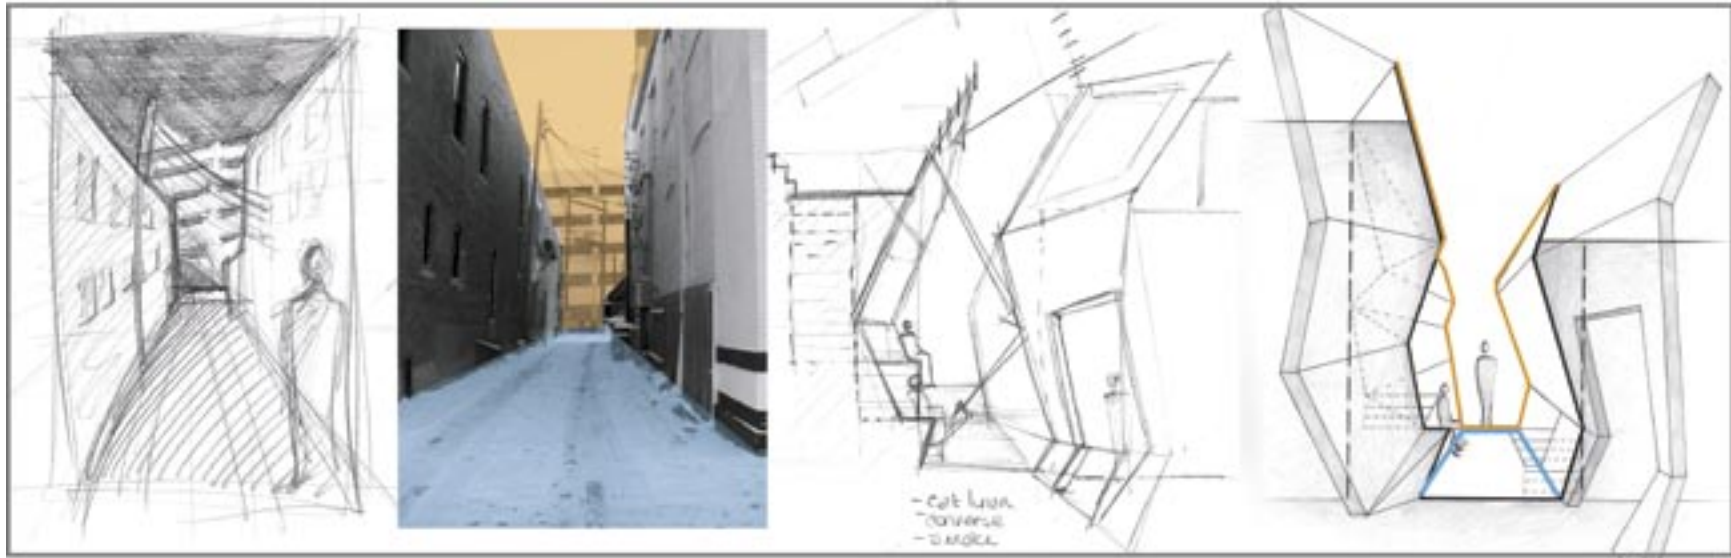 - eat lunch
- converse
- smoke